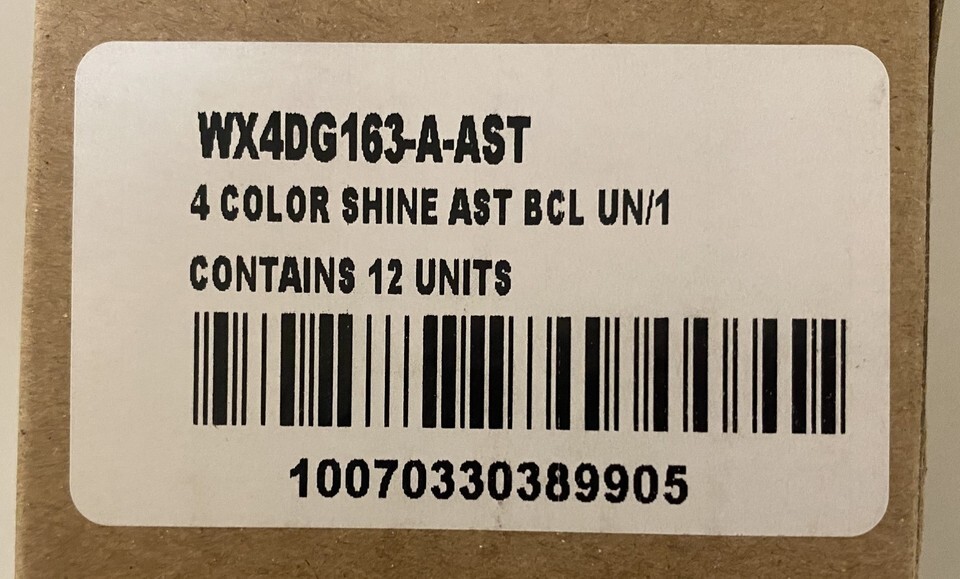 WX4DG163-A-AST
4 COLOR SHINE AST BCL UN/1
CONTAINS 12 UNITS
10070330389905